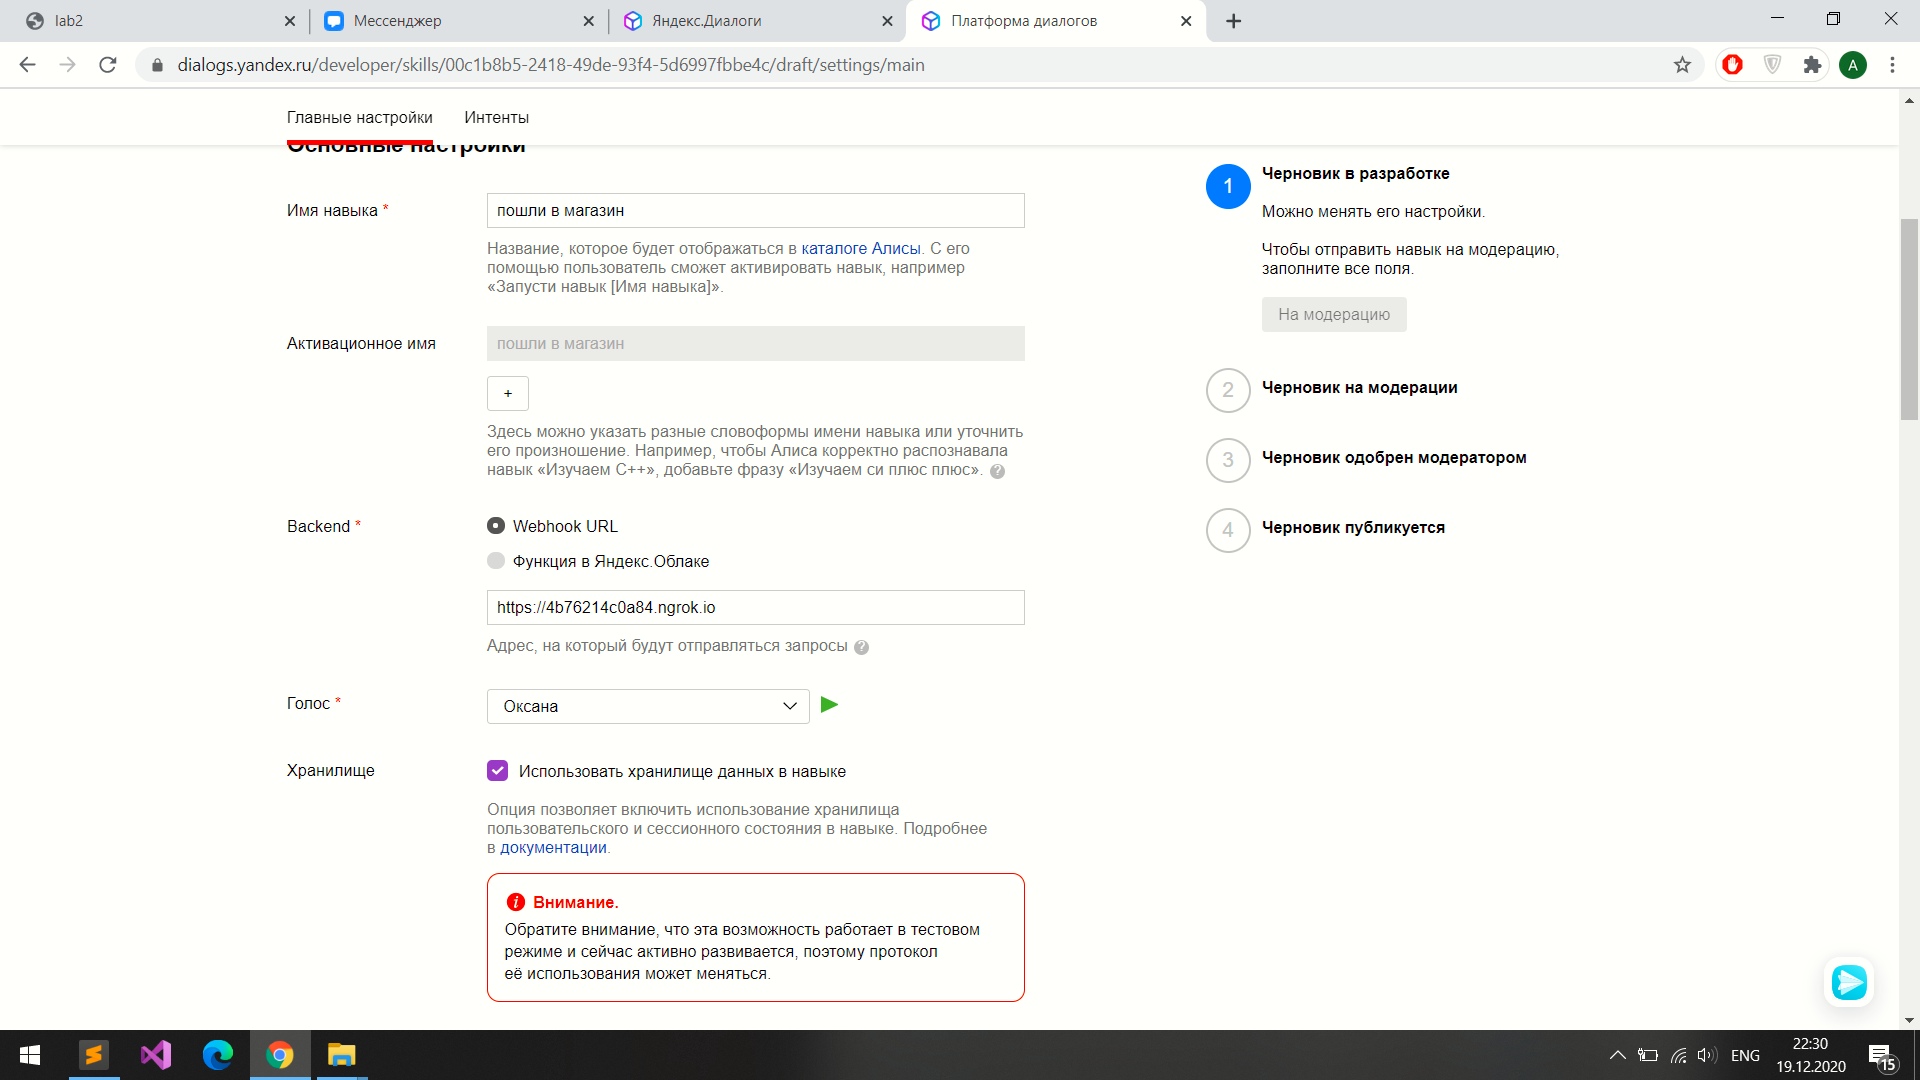 lab2
Мессенджер
Яндекс.Диалоги
Платформа диалогов
dialogs.yandex.ru/developer/skills/00c1b8b5-2418-49de-93f4-5d6997fbbe4c/draft/settings/main
A
Главные настройки
Интенты
Основные настройки
Имя навыка *
пошли в магазин
Название, которое будет отображаться в каталоге Алисы. С его
помощью пользователь сможет активировать навык, например
«Запусти навык [Имя навыка]».
Активационное имя
пошли в магазин
+
Здесь можно указать разные словоформы имени навыка или уточнить
его произношение. Например, чтобы Алиса корректно распознавала
навык «Изучаем C++», добавьте фразу «Изучаем си плюс плюс». ?
Backend *
Webhook URL
Функция в Яндекс.Облаке
https://4b76214c0a84.ngrok.io
Адрес, на который будут отправляться запросы ?
Голос *
Оксана
Хранилище
Использовать хранилище данных в навыке
Опция позволяет включить использование хранилища
пользовательского и сессионного состояния в навыке. Подробнее
в документации.
Внимание.
Обратите внимание, что эта возможность работает в тестовом
режиме и сейчас активно развивается, поэтому протокол
её использования может меняться.
1
Черновик в разработке
Можно менять его настройки.
Чтобы отправить навык на модерацию,
заполните все поля.
На модерацию
2
Черновик на модерации
3
Черновик одобрен модератором
4
Черновик публикуется
ENG
22:30
19.12.2020
15